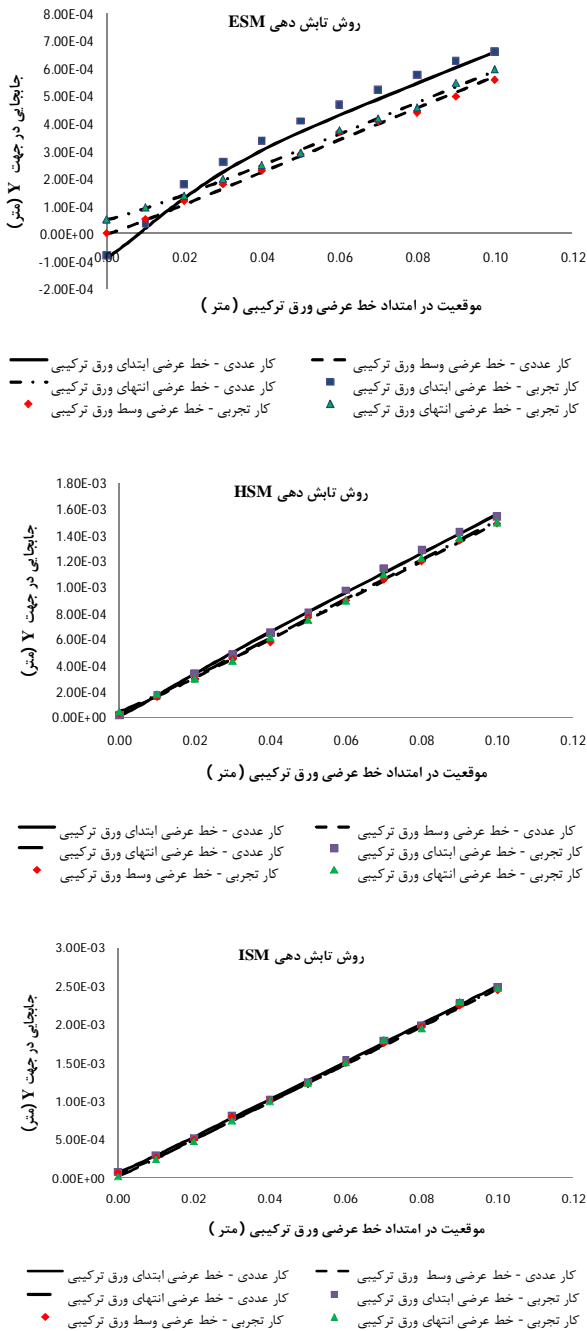 روش تابش دهی ESM
8.00E-04
7.00E-04
6.00E-04
5.00E-04
4.00E-04
3.00E-04
2.00E-04
1.00E-04
0.00E+00
-1.00E-04
-2.00E-04
جابجایی در جهت Y (متر)
0.00 0.02 0.04 0.06 0.08 0.10 0.12
موقعیت در امتداد خط عرضی ورق ترکیبی ( متر )
کار عددی - خط عرضی ابتدای ورق ترکیبی
کار عددی - خط عرضی وسط ورق ترکیبی
کار عددی - خط عرضی انتهای ورق ترکیبی
کار تجربی - خط عرضی ابتدای ورق ترکیبی
کار تجربی - خط عرضی وسط ورق ترکیبی
کار تجربی - خط عرضی انتهای ورق ترکیبی
روش تابش دهی HSM
1.80E-03
1.60E-03
1.40E-03
1.20E-03
1.00E-03
8.00E-04
6.00E-04
4.00E-04
2.00E-04
0.00E+00
جابجایی در جهت Y (متر)
0.00 0.02 0.04 0.06 0.08 0.10 0.12
موقعیت در امتداد خط عرضی ورق ترکیبی ( متر )
کار عددی - خط عرضی ابتدای ورق ترکیبی
کار عددی - خط عرضی وسط ورق ترکیبی
کار عددی - خط عرضی انتهای ورق ترکیبی
کار تجربی - خط عرضی ابتدای ورق ترکیبی
کار تجربی - خط عرضی وسط ورق ترکیبی
کار تجربی - خط عرضی انتهای ورق ترکیبی
روش تابش دهی ISM
3.00E-03
2.50E-03
2.00E-03
1.50E-03
1.00E-03
5.00E-04
0.00E+00
جابجایی در جهت Y (متر)
0.00 0.02 0.04 0.06 0.08 0.10 0.12
موقعیت در امتداد خط عرضی ورق ترکیبی ( متر )
کار عددی - خط عرضی ابتدای ورق ترکیبی
کار عددی - خط عرضی وسط ورق ترکیبی
کار عددی - خط عرضی انتهای ورق ترکیبی
کار تجربی - خط عرضی ابتدای ورق ترکیبی
کار تجربی - خط عرضی وسط ورق ترکیبی
کار تجربی - خط عرضی انتهای ورق ترکیبی